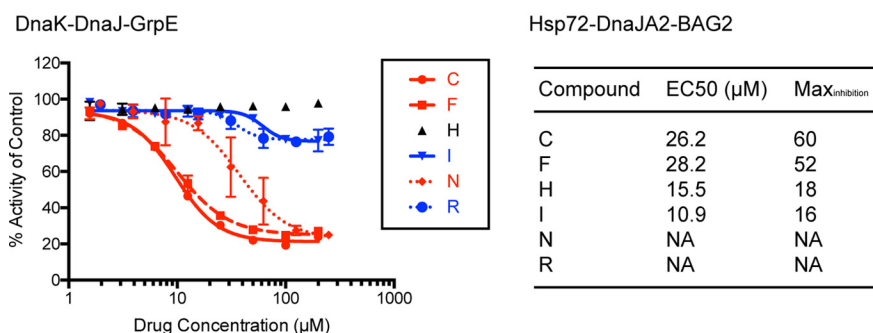 DnaK-DnaJ-GrpE
Hsp72-DnaJA2-BAG2
% Activity of Control
120
100
80
60
40
20
0
1
10
100
1000
Drug Concentration (μM)
C
F
H
I
N
R
Compound EC50 (μM) Maxinhibition
C 26.2 60
F 28.2 52
H 15.5 18
I 10.9 16
N NA NA
R NA NA